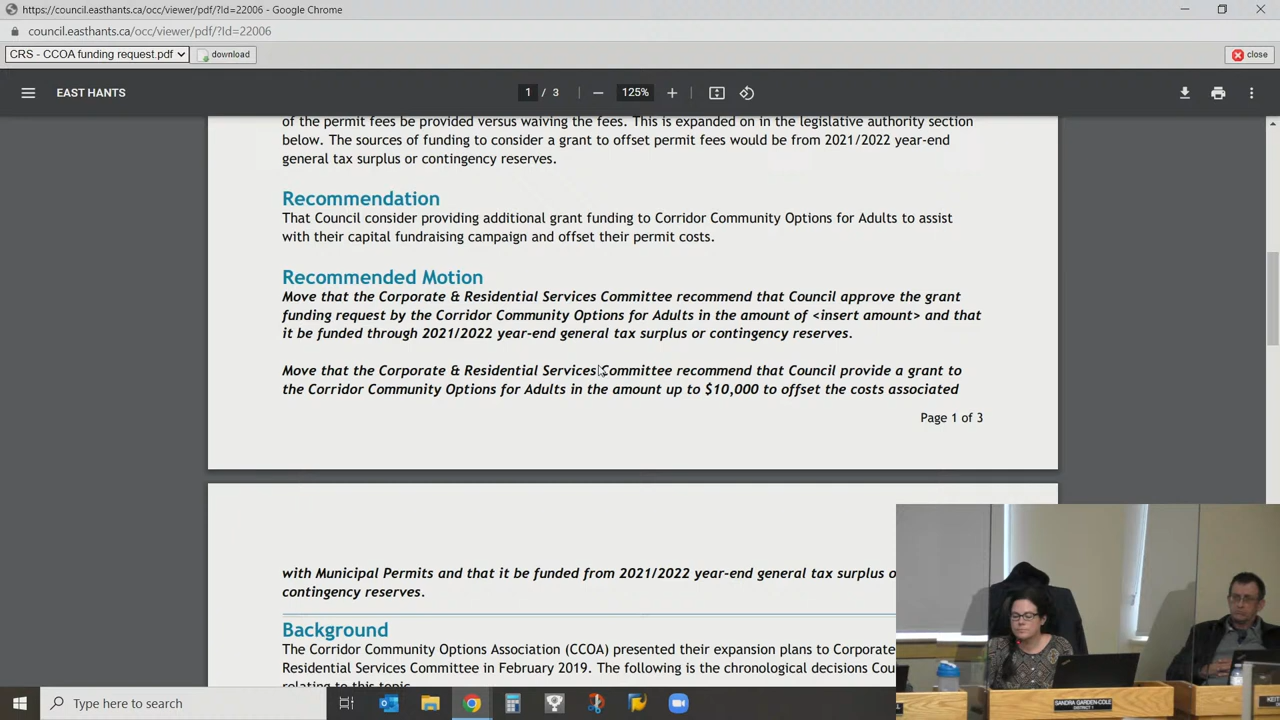 https://council.easthants.ca/occ/viewer/pdf/?Id=22006 - Google Chrome
council.easthants.ca/occ/viewer/pdf/?Id=22006
CRS - CCOA funding request.pdf
download
close
EAST HANTS
1 / 3
125%
of the permit fees be provided versus waiving the fees. This is expanded on in the legislative authority section
below. The sources of funding to consider a grant to offset permit fees would be from 2021/2022 year-end
general tax surplus or contingency reserves.
Recommendation
That Council consider providing additional grant funding to Corridor Community Options for Adults to assist
with their capital fundraising campaign and offset their permit costs.
Recommended Motion
Move that the Corporate & Residential Services Committee recommend that Council approve the grant
funding request by the Corridor Community Options for Adults in the amount of <insert amount> and that
it be funded through 2021/2022 year-end general tax surplus or contingency reserves.
Move that the Corporate & Residential Services Committee recommend that Council provide a grant to
the Corridor Community Options for Adults in the amount up to $10,000 to offset the costs associated
Page 1 of 3
with Municipal Permits and that it be funded from 2021/2022 year-end general tax surplus o
contingency reserves.
Background
The Corridor Community Options Association (CCOA) presented their expansion plans to Corporate
Residential Services Committee in February 2019. The following is the chronological decisions Cou
relating to this topic
SANDRA GARDEN-COLE
DISTRICT 1
KEIT
Type here to search